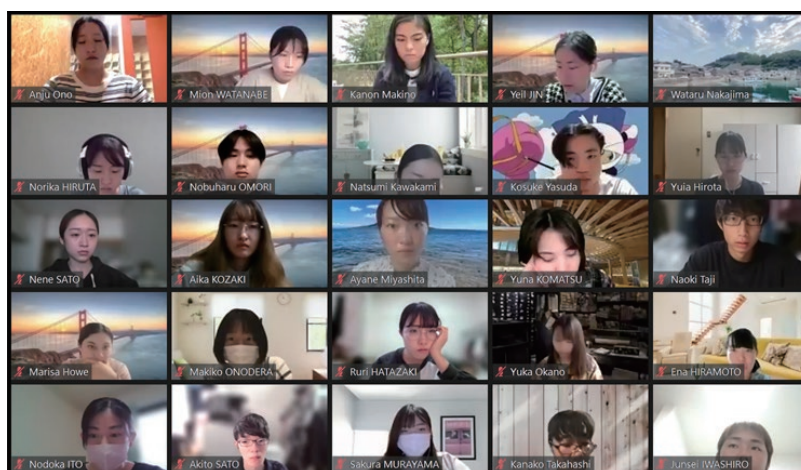 Anju Ono
Mion WATANABE
Kanon Makino
Yeil JIN
Wataru Nakajima
Norika HIRUTA
Nobuharu OMORI
Natsumi Kawakami
Kosuke Yasuda
Yuia Hirota
Nene SATO
Aika KOZAKI
Ayane Miyashita
Yuna KOMATSU
Naoki Taji
Marisa Howe
Makiko ONODERA
Ruri HATAZAKI
Yuka Okano
Ena HIRAMOTO
Nodoka ITO
Akito SATO
Sakura MURAYAMA
Kanako Takahashi
Junsei IWASHIRO